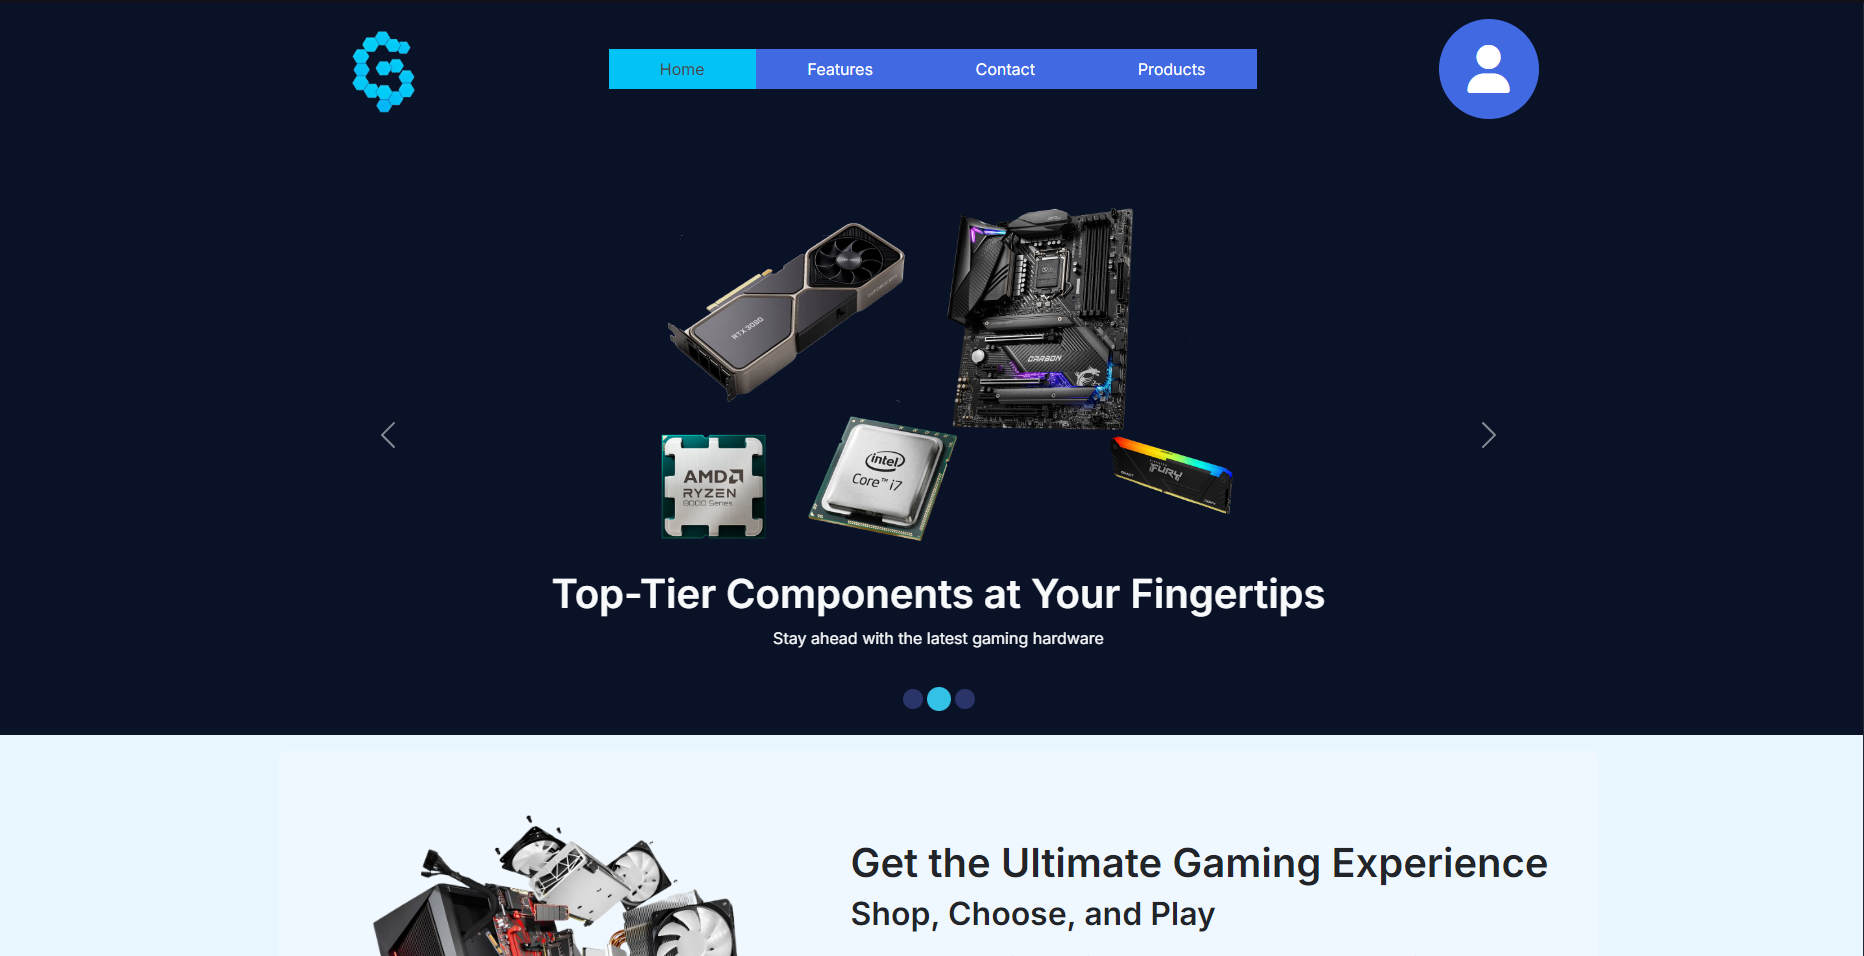 Home
Features
Contact
Products
RTX 3080
CARBON
AMD
RYZEN
8000 Series
intel
Core™ i7
FURY
Top-Tier Components at Your Fingertips
Stay ahead with the latest gaming hardware
Get the Ultimate Gaming Experience
Shop, Choose, and Play